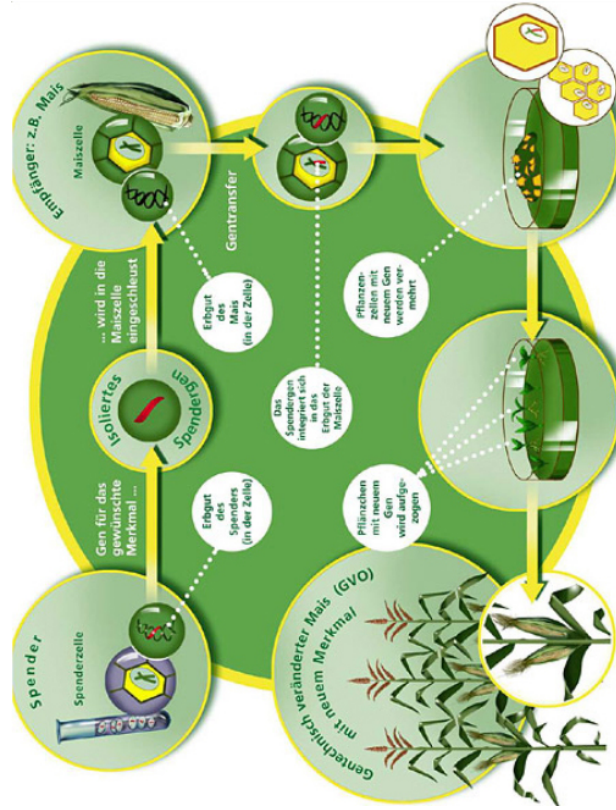 Spender
Spenderzelle
Gen für das
gewünschte
Merkmal ...
Erbgut
des
Spenders
(in der Zelle)
Isoliertes
Spendergen
... wird in die
Maiszelle
eingeschleust
Empfänger: z.B. Mais
Maiszelle
Erbgut
des
Mais
(in der Zelle)
Gentransfer
Das
Spendergen
integriert sich
in das
Erbgut der
Maiszelle
Pflanzen-
zellen mit
neuem Gen
werden ver-
mehrt
Pflänzchen
mit neuem
Gen
wird aufge-
zogen
Gentechnisch veränderter Mais (GVO)
mit neuem Merkmal